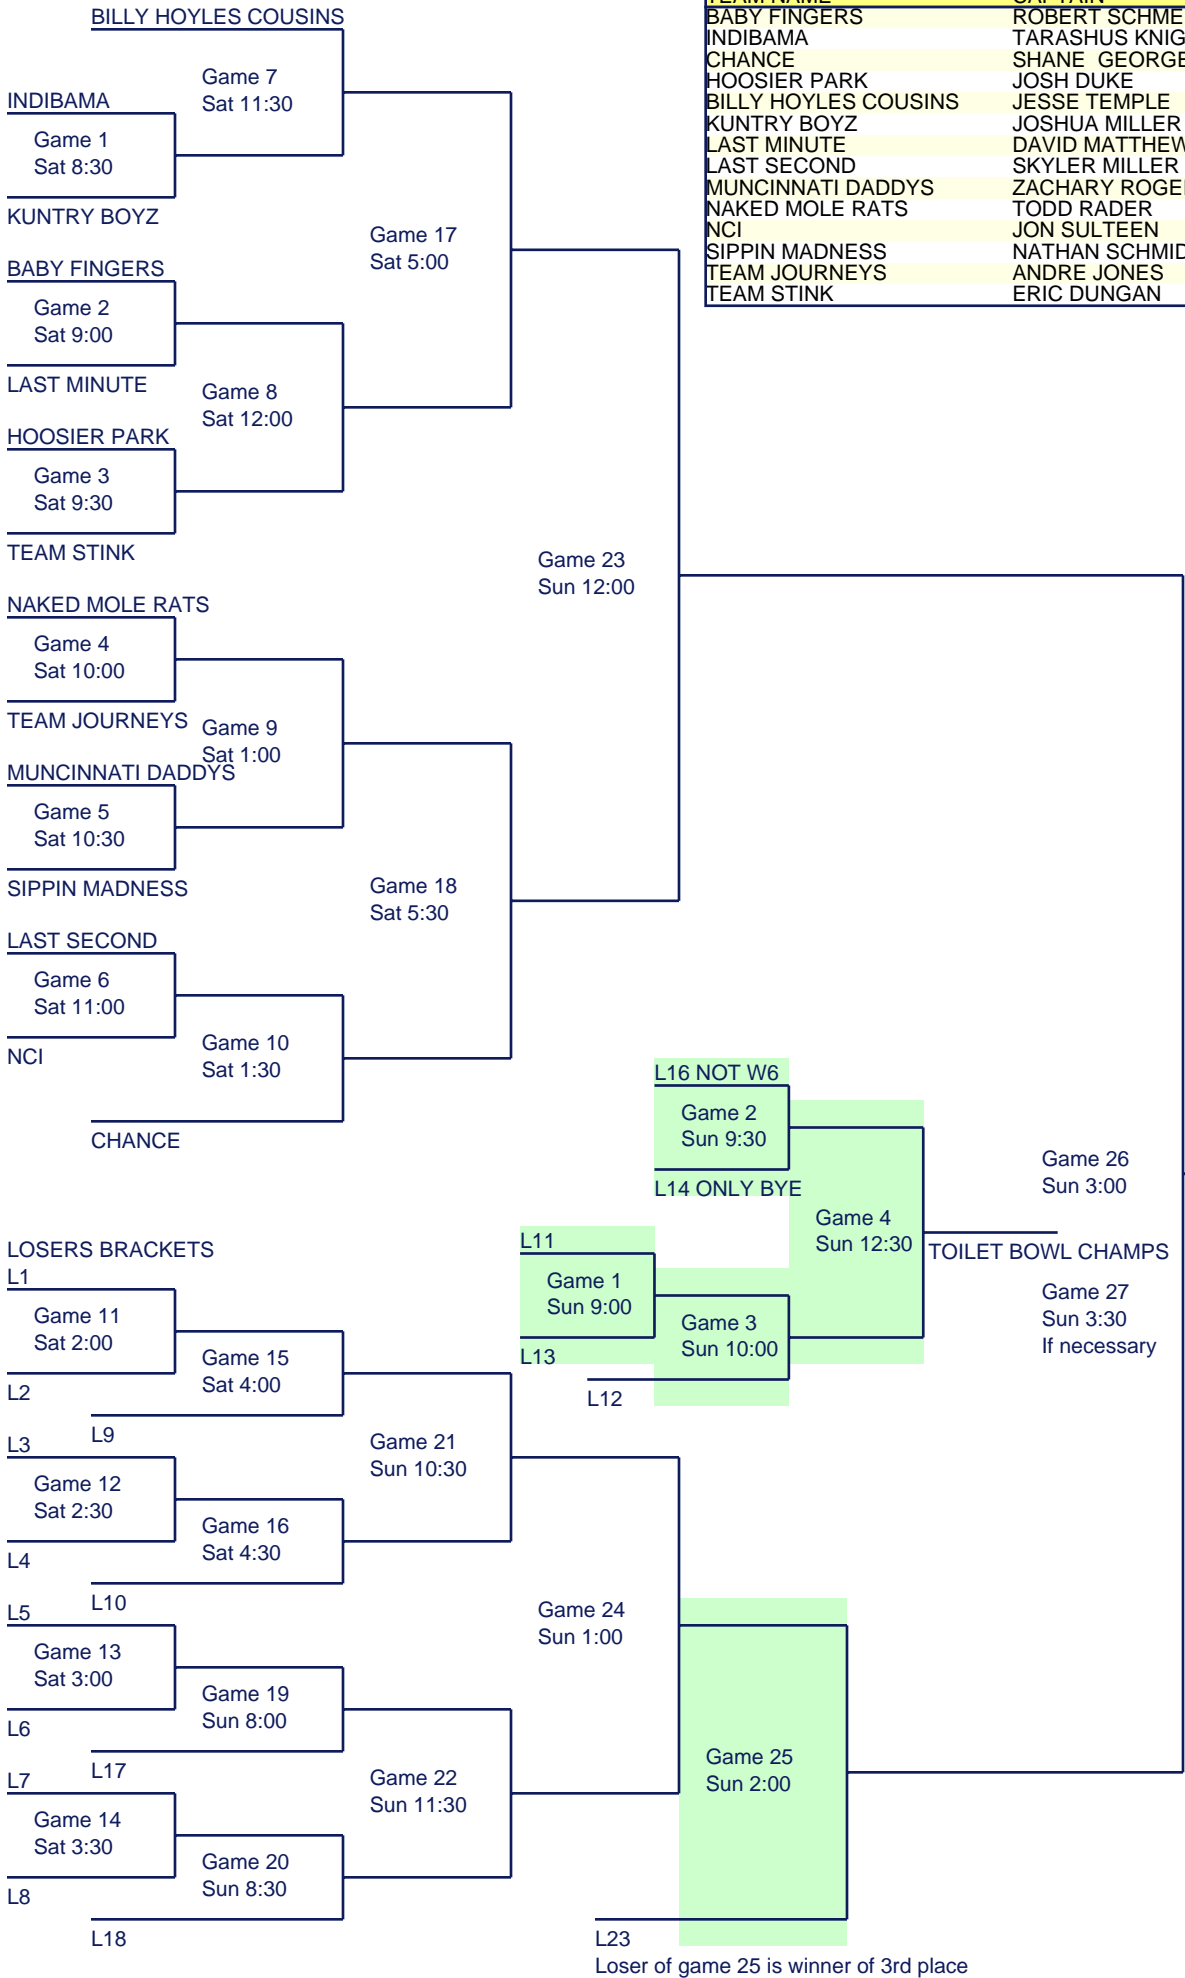 BILLY HOYLES COUSINS
Game 7
Sat 11:30
INDIBAMA
Game 1
Sat 8:30
KUNTRY BOYZ
Game 17
Sat 5:00
BABY FINGERS
Game 2
Sat 9:00
LAST MINUTE
Game 8
Sat 12:00
HOOSIER PARK
Game 3
Sat 9:30
TEAM STINK
Game 23
Sun 12:00
NAKED MOLE RATS
Game 4
Sat 10:00
TEAM JOURNEYS
Game 9
Sat 1:00
MUNCINNATI DADDYS
Game 5
Sat 10:30
SIPPIN MADNESS
Game 18
Sat 5:30
LAST SECOND
Game 6
Sat 11:00
NCI
Game 10
Sat 1:30
CHANCE
BABY FINGERS ROBERT SCHME
INDIBAMA TARASHUS KNIG
CHANCE SHANE GEORGE
HOOSIER PARK JOSH DUKE
BILLY HOYLES COUSINS JESSE TEMPLE
KUNTRY BOYZ JOSHUA MILLER
LAST MINUTE DAVID MATTHEW
LAST SECOND SKYLER MILLER
MUNCINNATI DADDYS ZACHARY ROGE
NAKED MOLE RATS TODD RADER
NCI JON SULTEEN
SIPPIN MADNESS NATHAN SCHMID
TEAM JOURNEYS ANDRE JONES
TEAM STINK ERIC DUNGAN
L16 NOT W6
Game 2
Sun 9:30
L14 ONLY BYE
Game 4
Sun 12:30
L11
Game 1
Sun 9:00
L13
Game 3
Sun 10:00
L12
TOILET BOWL CHAMPS
Game 26
Sun 3:00
Game 27
Sun 3:30
If necessary
LOSERS BRACKETS
L1
Game 11
Sat 2:00
L2
Game 15
Sat 4:00
L9
L3
Game 12
Sat 2:30
L4
Game 16
Sat 4:30
L10
Game 21
Sun 10:30
L5
Game 13
Sat 3:00
L6
Game 19
Sun 8:00
L17
L7
Game 14
Sat 3:30
L8
Game 20
Sun 8:30
L18
Game 22
Sun 11:30
Game 24
Sun 1:00
Game 25
Sun 2:00
L23
Loser of game 25 is winner of 3rd place